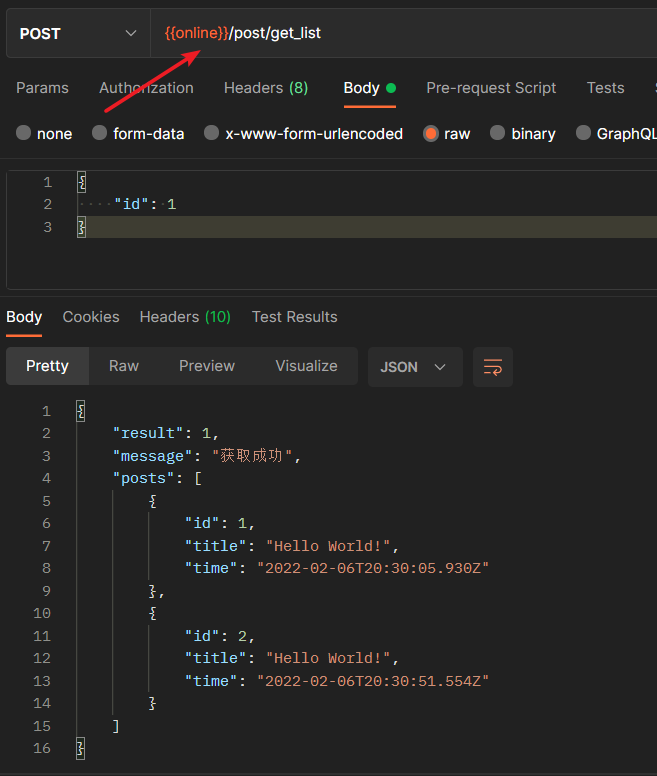 POST {{online}}/post/get_list
Params Authorization Headers (8) Body Pre-request Script Tests
none form-data x-www-form-urlencoded raw binary GraphQL
1 {
2 "id": 1
3 }
Body Cookies Headers (10) Test Results
Pretty Raw Preview Visualize JSON
1 {
2 "result": 1,
3 "message": "获取成功",
4 "posts": [
5 {
6 "id": 1,
7 "title": "Hello World!",
8 "time": "2022-02-06T20:30:05.930Z"
9 },
10 {
11 "id": 2,
12 "title": "Hello World!",
13 "time": "2022-02-06T20:30:51.554Z"
14 }
15 ]
16 }